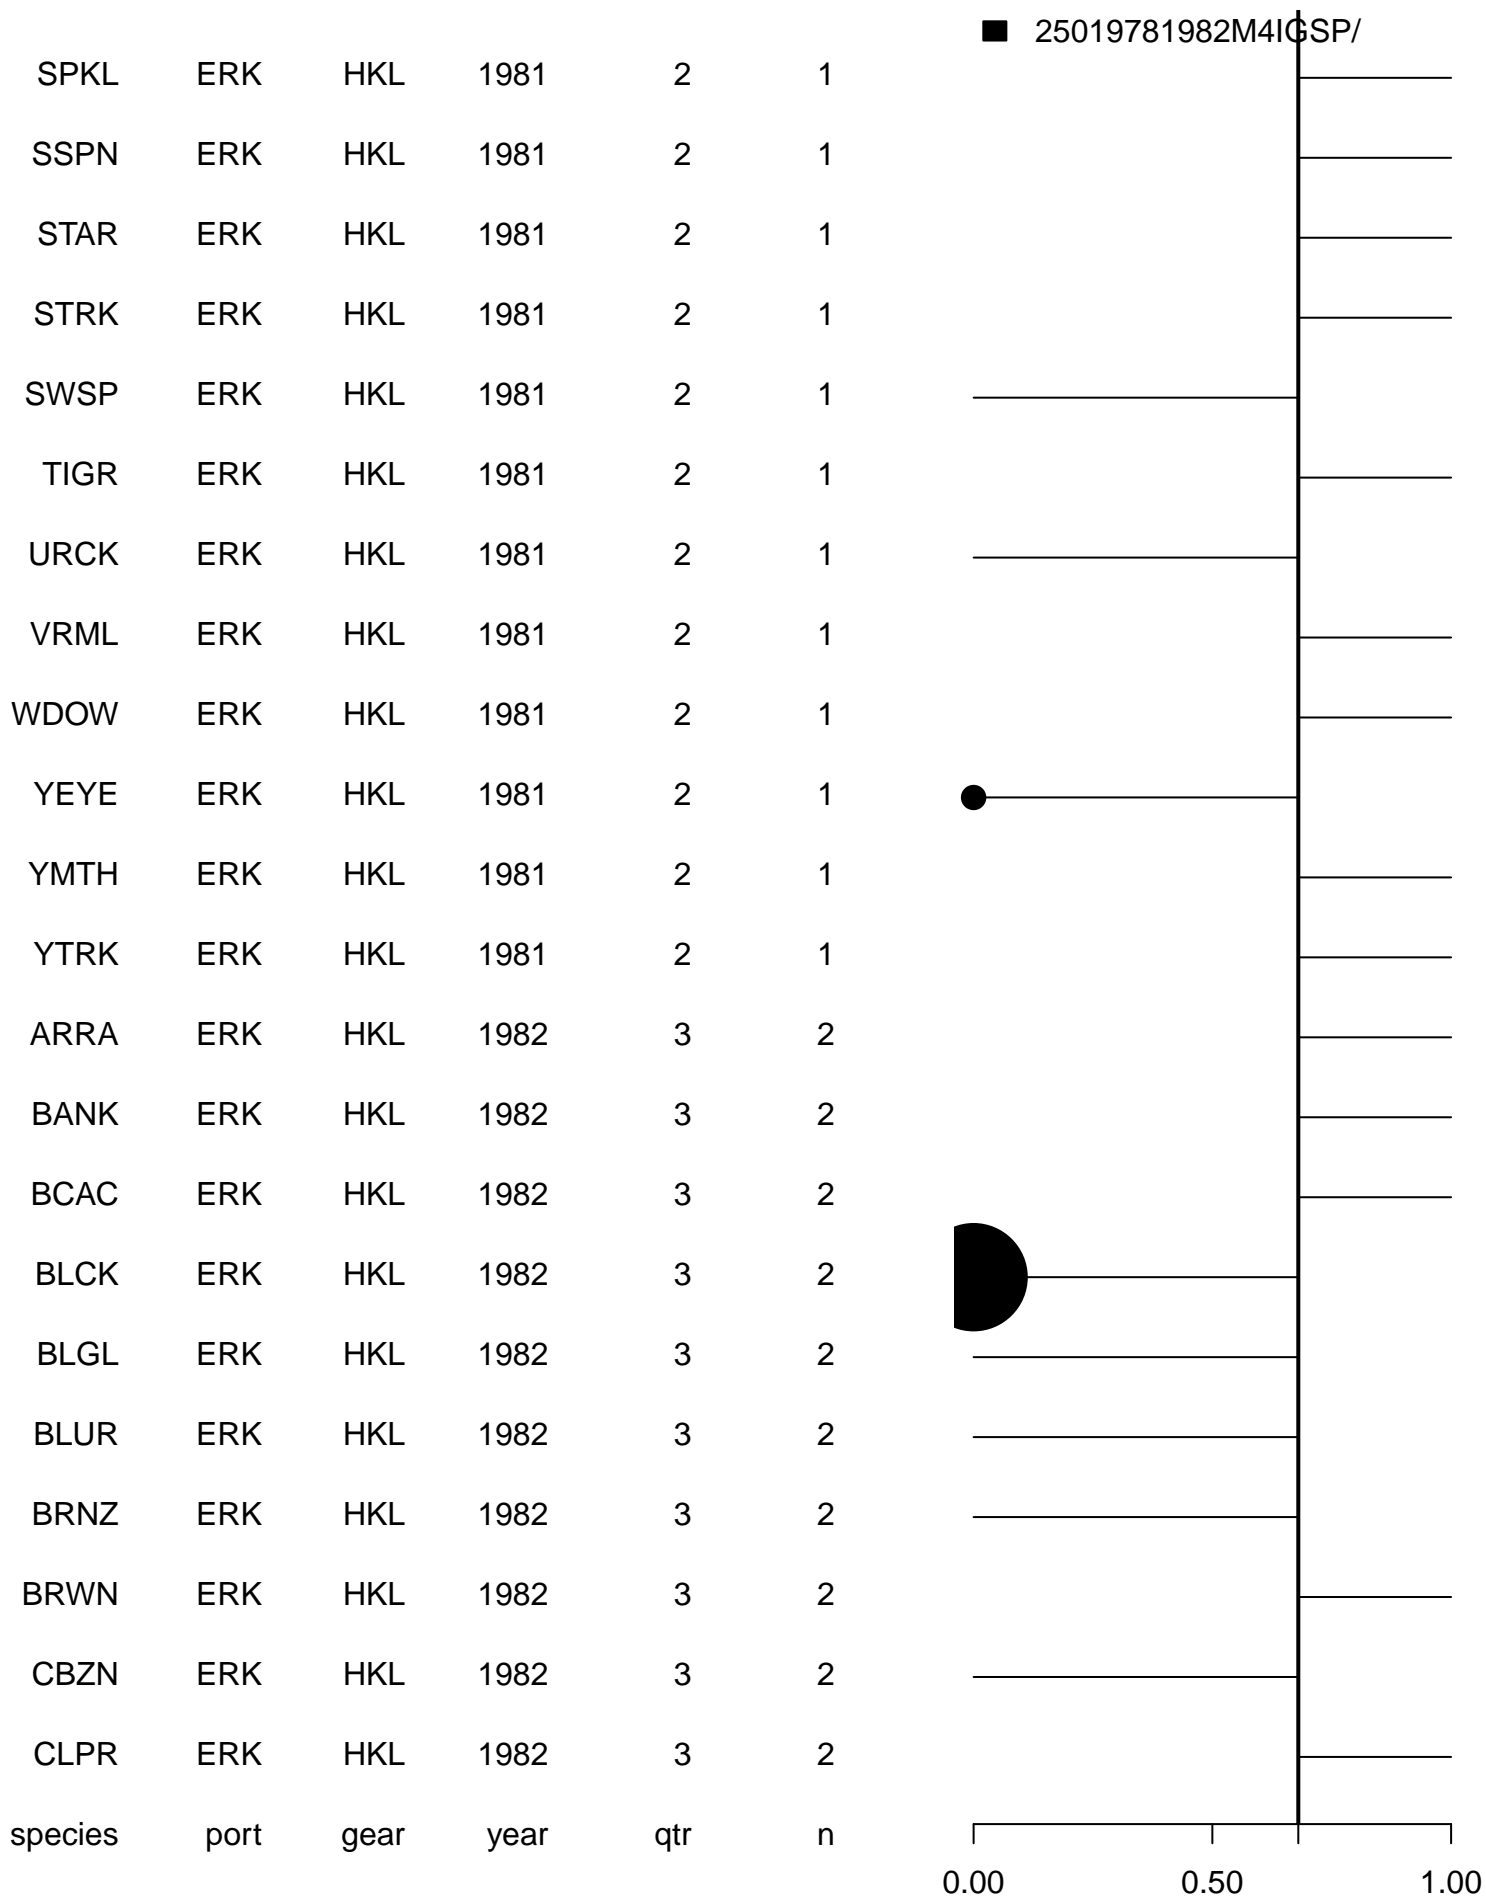 25019781982M4IGSP/
SPKL ERK HKL 1981 2 1
SSPN ERK HKL 1981 2 1
STAR ERK HKL 1981 2 1
STRK ERK HKL 1981 2 1
SWSP ERK HKL 1981 2 1
TIGR ERK HKL 1981 2 1
URCK ERK HKL 1981 2 1
VRML ERK HKL 1981 2 1
WDOW ERK HKL 1981 2 1
YEYE ERK HKL 1981 2 1
YMTH ERK HKL 1981 2 1
YTRK ERK HKL 1981 2 1
ARRA ERK HKL 1982 3 2
BANK ERK HKL 1982 3 2
BCAC ERK HKL 1982 3 2
BLCK ERK HKL 1982 3 2
BLGL ERK HKL 1982 3 2
BLUR ERK HKL 1982 3 2
BRNZ ERK HKL 1982 3 2
BRWN ERK HKL 1982 3 2
CBZN ERK HKL 1982 3 2
CLPR ERK HKL 1982 3 2
species port gear year qtr n
0.00 0.50 1.00